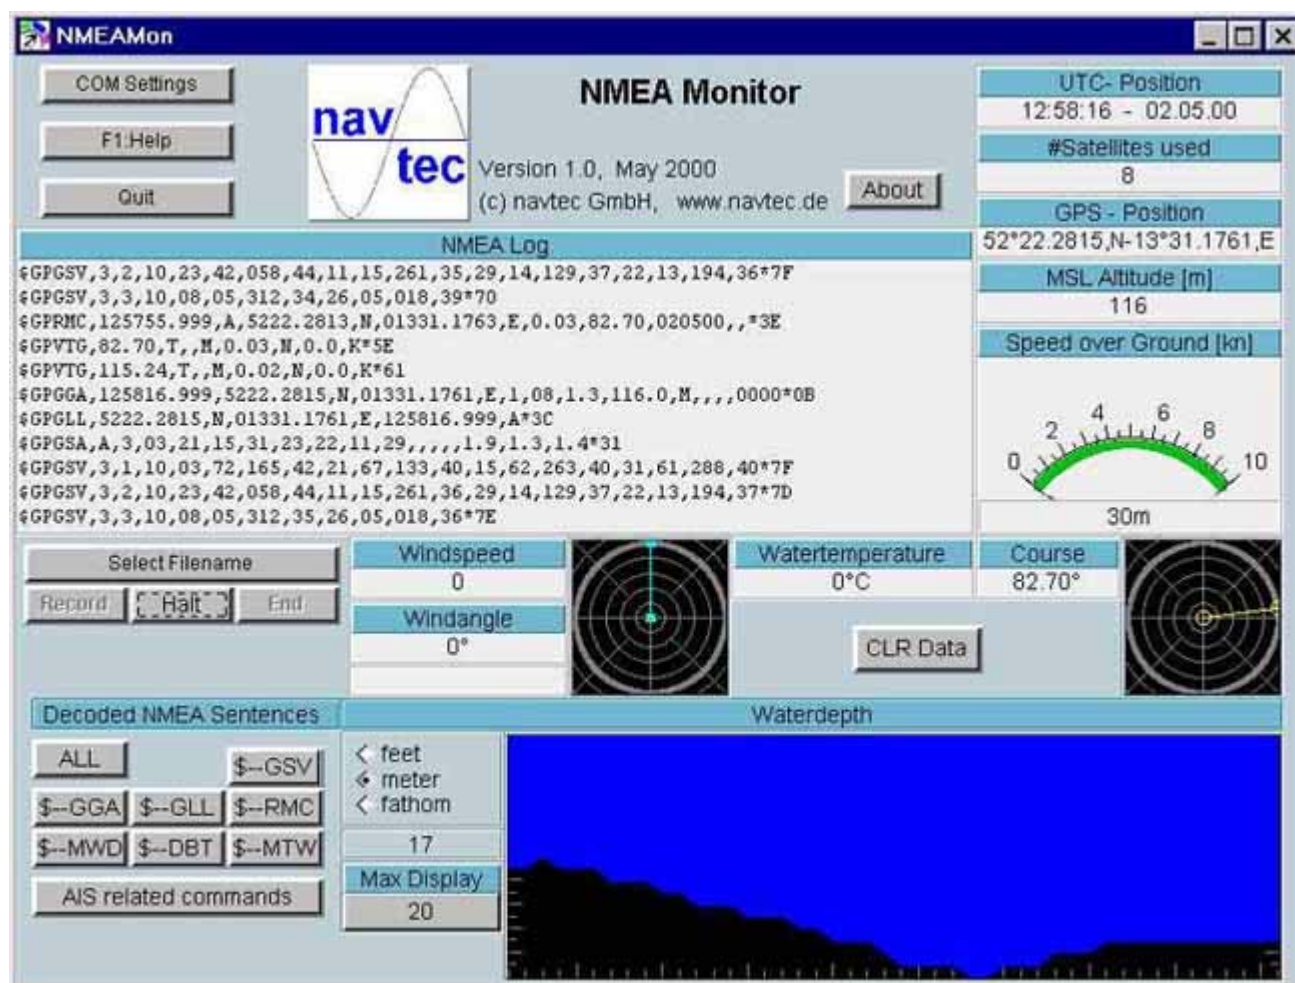 NMEAMon
COM Settings
F1:Help
Quit
nav
tec
NMEA Monitor
Version 1.0, May 2000
(c) navtec GmbH, www.navtec.de
About
UTC- Position
12:58:16 - 02.05.00
#Satellites used
8
GPS - Position
52°22.2815,N-13°31.1761,E
MSL Altitude [m]
116
Speed over Ground [kn]
0 2 4 6 8 10
30m
NMEA Log
$GPGSV,3,2,10,23,42,058,44,11,15,261,35,29,14,129,37,22,13,194,36*7F
$GPGSV,3,3,10,08,05,312,34,26,05,018,39*70
$GPRMC,125755.999,A,5222.2813,N,01331.1763,E,0.03,82.70,020500,,*3E
$GPVTG,82.70,T,,M,0.03,N,0.0,K*5E
$GPVTG,115.24,T,,M,0.02,N,0.0,K*61
$GPGGA,125816.999,5222.2815,N,01331.1761,E,1,08,1.3,116.0,M,,,,0000*0B
$GPGLL,5222.2815,N,01331.1761,E,125816.999,A*3C
$GPGSA,A,3,03,21,15,31,23,22,11,29,,,,,1.9,1.3,1.4*31
$GPGSV,3,1,10,03,72,165,42,21,67,133,40,15,62,263,40,31,61,288,40*7F
$GPGSV,3,2,10,23,42,058,44,11,15,261,36,29,14,129,37,22,13,194,37*7D
$GPGSV,3,3,10,08,05,312,35,26,05,018,36*7E
Select Filename
Record Halt End
Windspeed
0
Windangle
0°
Watertemperature
0°C
Course
82.70°
CLR Data
Decoded NMEA Sentences
ALL $--GSV
$--GGA $--GLL $--RMC
$--MWD $--DBT $--MTW
AIS related commands
Waterdepth
feet
meter
fathom
17
Max Display
20